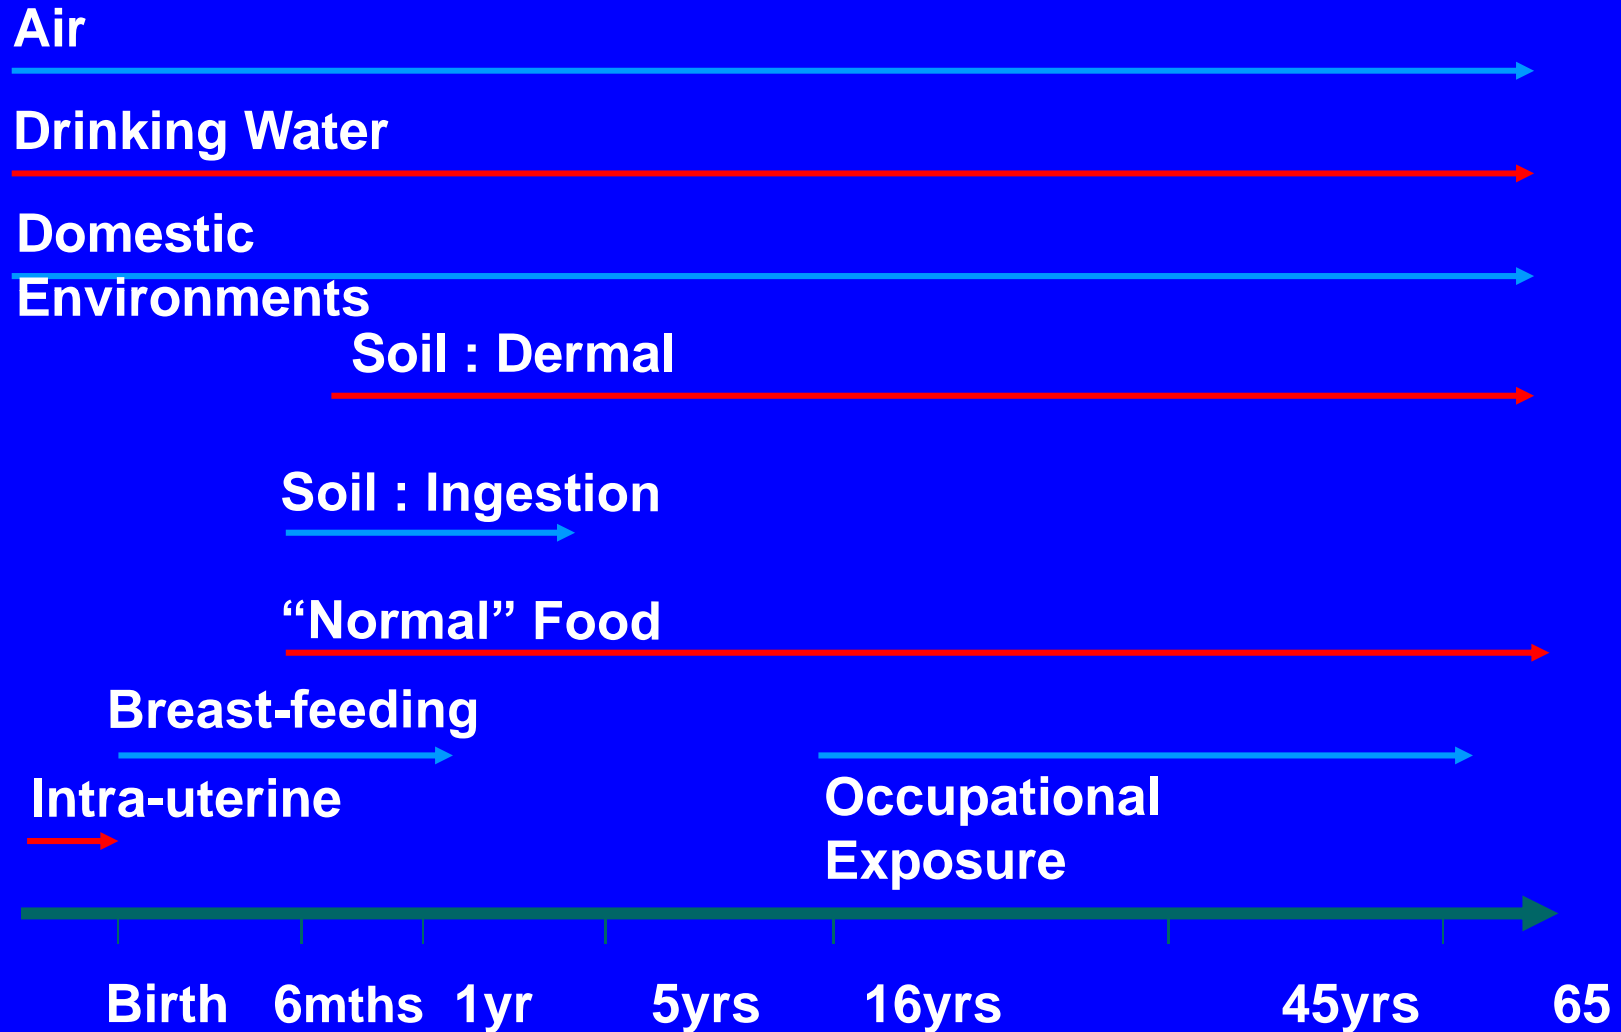 Air
Drinking Water
Domestic
Environments
Soil : Dermal
Soil : Ingestion
“Normal” Food
Breast-feeding
Intra-uterine
Occupational
Exposure
Birth 6mths 1yr 5yrs 16yrs 45yrs 65